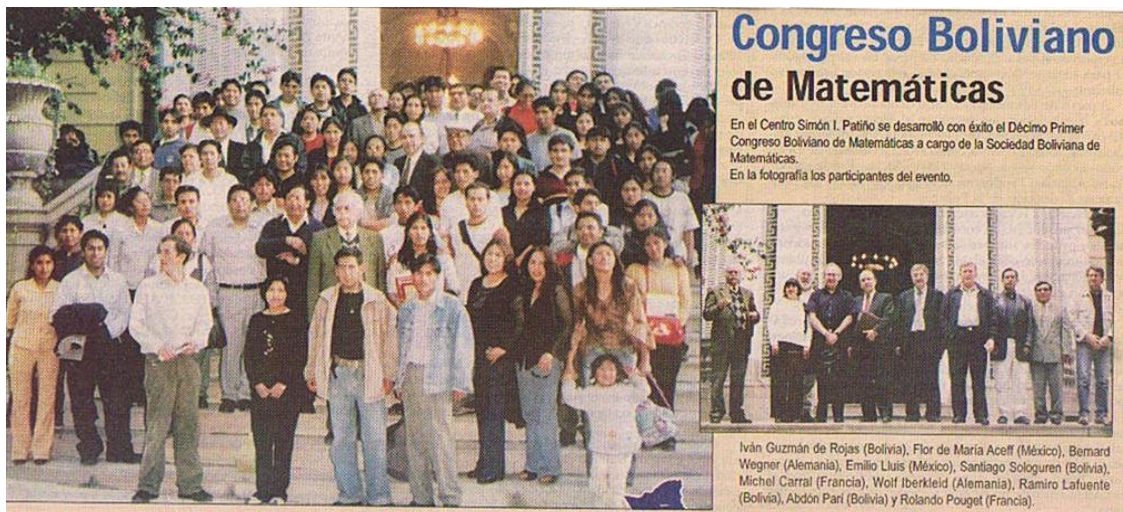 Congreso Boliviano
de Matemáticas
En el Centro Simón I. Patiño se desarrolló con éxito el Décimo Primer
Congreso Boliviano de Matemáticas a cargo de la Sociedad Boliviana de
Matemáticas.
En la fotografía los participantes del evento.
Iván Guzmán de Rojas (Bolivia), Flor de María Aceff (México), Bernard
Wegner (Alemania), Emilio Lluis (México), Santiago Sologuren (Bolivia),
Michel Carral (Francia), Wolf Iberkleid (Alemania), Ramiro Lafuente
(Bolivia), Abdón Pari (Bolivia) y Rolando Pouget (Francia).